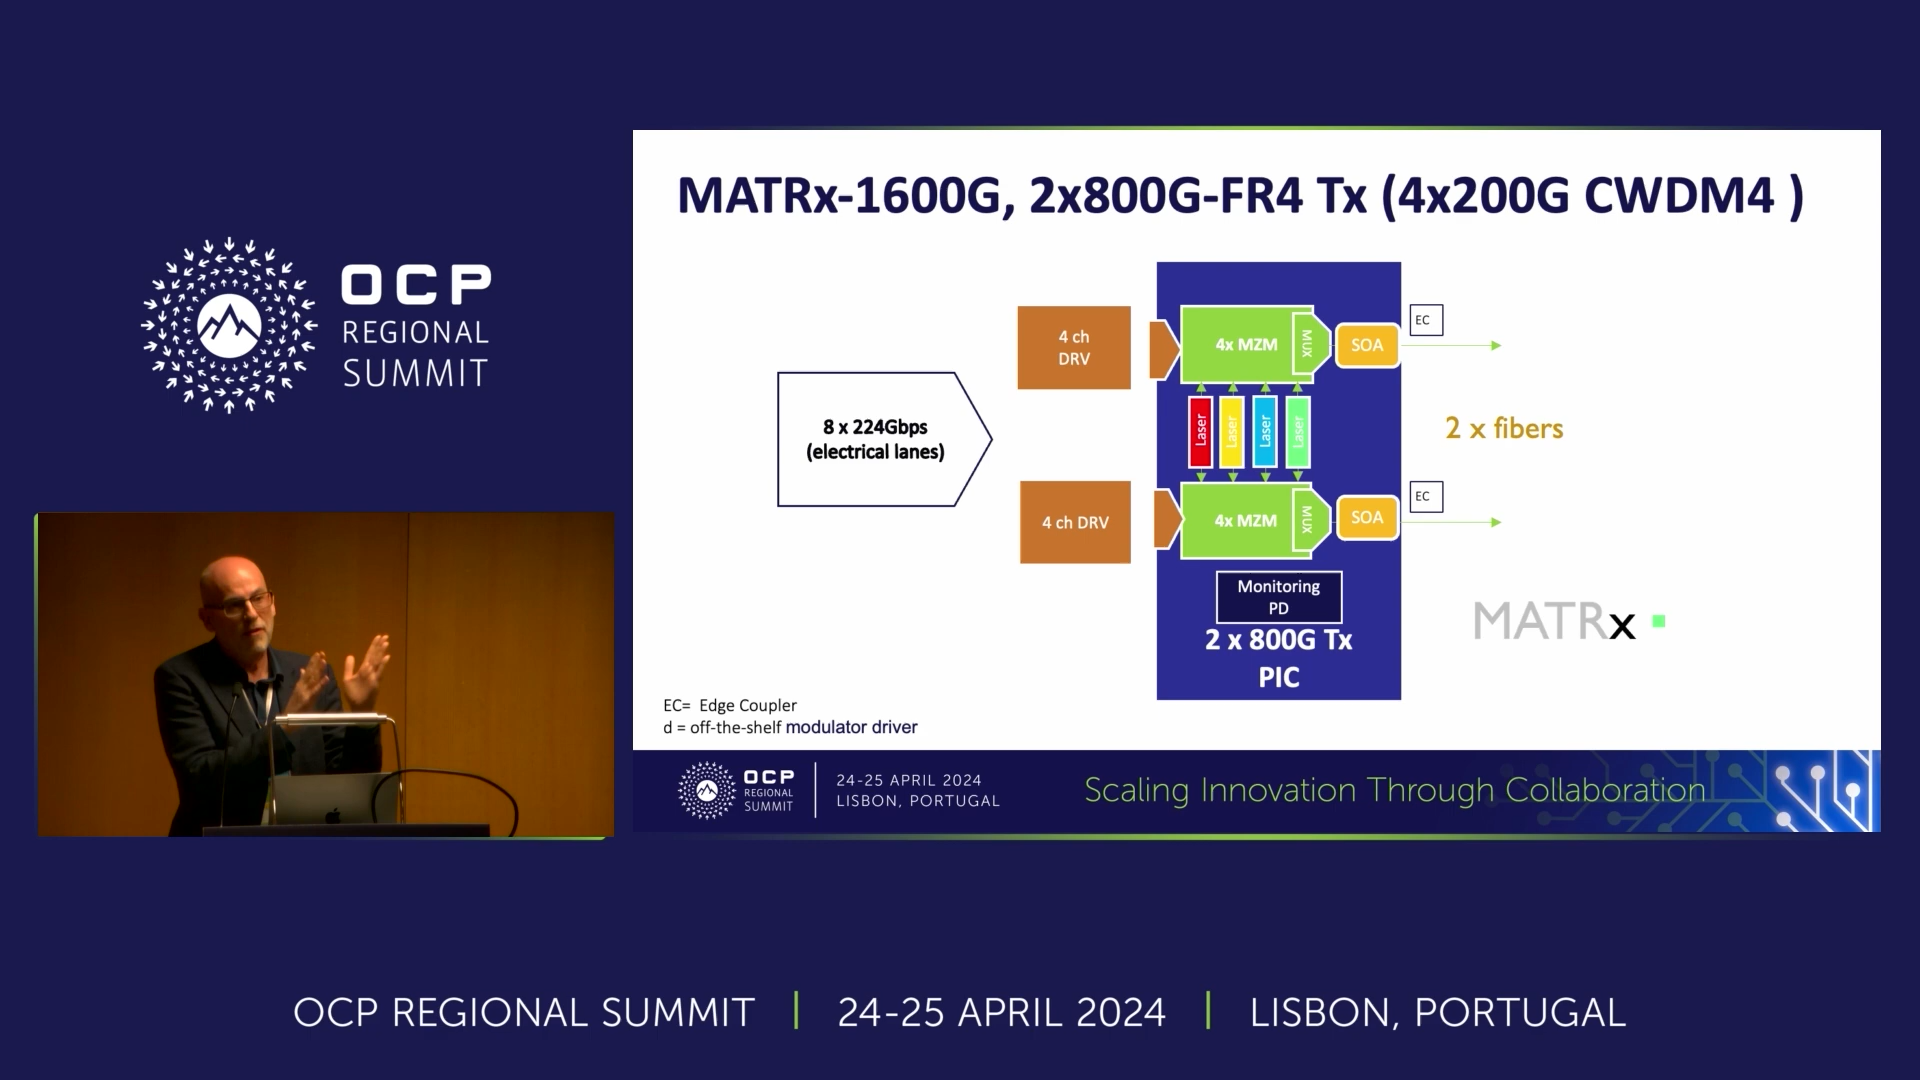 OCP
REGIONAL
SUMMIT
MATRx-1600G, 2x800G-FR4 Tx (4x200G CWDM4 )
8 x 224Gbps
(electrical lanes)
4 ch
DRV
4 ch DRV
4x MZM
MUX
SOA
EC
Laser
Laser
Laser
Laser
4x MZM
MUX
SOA
EC
2 x fibers
Monitoring
PD
2 x 800G Tx
PIC
MATRx
EC= Edge Coupler
d = off-the-shelf modulator driver
OCP
REGIONAL
SUMMIT
24-25 APRIL 2024
LISBON, PORTUGAL
Scaling Innovation Through Collaboration
OCP REGIONAL SUMMIT | 24-25 APRIL 2024 | LISBON, PORTUGAL